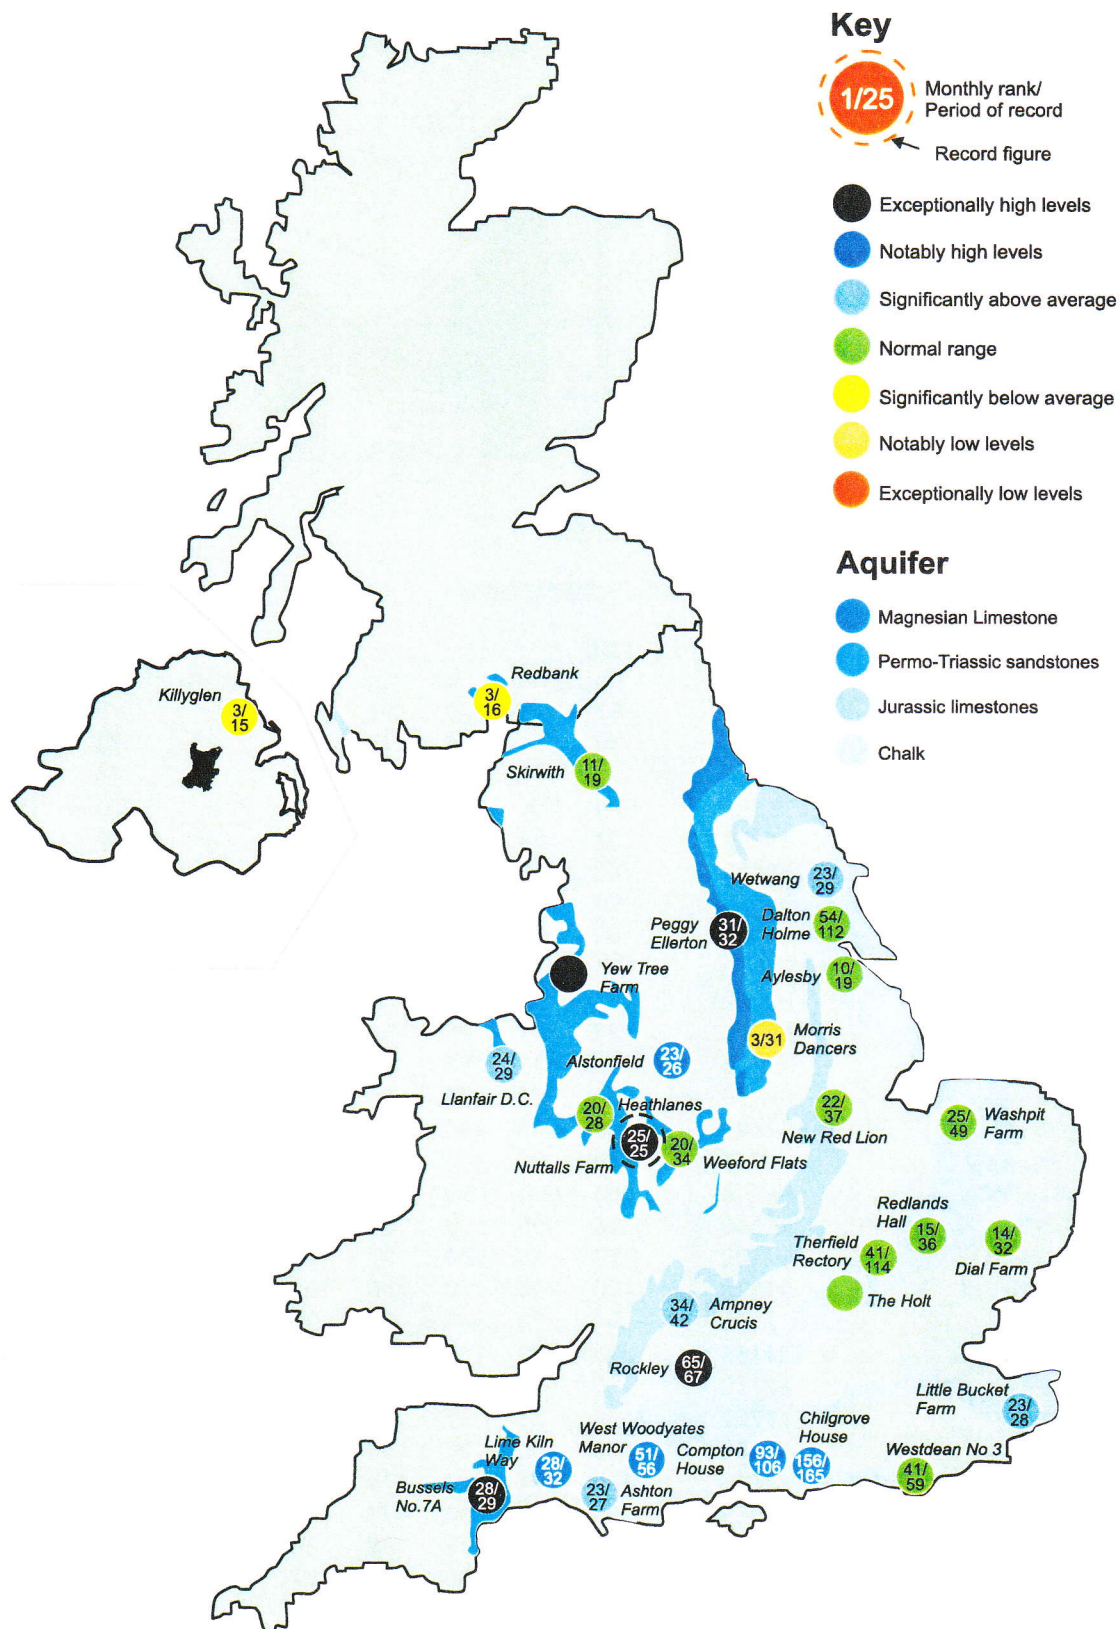 Key
1/25
Monthly rank/
Period of record
Record figure
Exceptionally high levels
Notably high levels
Significantly above average
Normal range
Significantly below average
Notably low levels
Exceptionally low levels
Aquifer
Magnesian Limestone
Permo-Triassic sandstones
Jurassic limestones
Chalk
Killyglen
3/
15
Redbank
3/
16
Skirwith
11/
19
Wetwang
23/
29
Peggy
Ellerton
31/
32
Dalton
Holme
54/
112
Yew Tree
Farm
Aylesby
10/
19
3/31
Morris
Dancers
24/
29
Llanfair D.C.
Alstonfield
23/
26
20/
28
Heathlanes
25/
25
Nuttalls Farm
20/
34
Weeford Flats
22/
37
New Red Lion
25/
49
Washpit
Farm
Redlands
Hall
15/
36
Therfield
Rectory
41/
114
14/
32
Dial Farm
The Holt
34/
42
Ampney
Crucis
Rockley
65/
67
Little Bucket
Farm
23/
28
Lime Kiln
Way
28/
32
West Woodyates
Manor
51/
56
Compton
House
93/
106
Chilgrove
House
156/
165
Westdean No 3
41/
59
Bussels
No.7A
28/
29
23/
27
Ashton
Farm